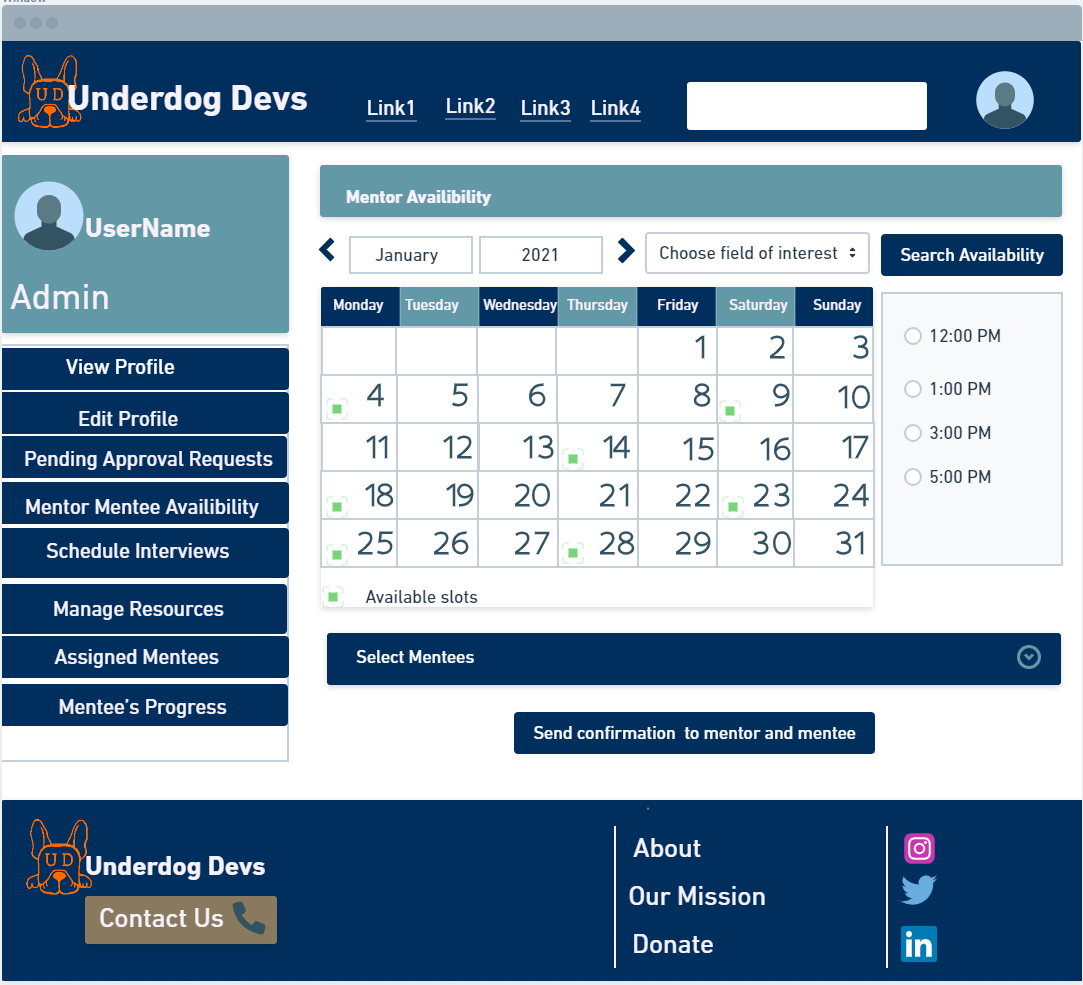 Underdog Devs
U D
Link1 Link2 Link3 Link4
UserName
Admin
View Profile
Edit Profile
Pending Approval Requests
Mentor Mentee Availibility
Schedule Interviews
Manage Resources
Assigned Mentees
Mentee's Progress
Mentor Availibility
January 2021 Choose field of interest Search Availability
Monday Tuesday Wednesday Thursday Friday Saturday Sunday
1 2 3
4 5 6 7 8 9 10
11 12 13 14 15 16 17
18 19 20 21 22 23 24
25 26 27 28 29 30 31
Available slots
12:00 PM
1:00 PM
3:00 PM
5:00 PM
Select Mentees
Send confirmation to mentor and mentee
U D
Underdog Devs
Contact Us
About
Our Mission
Donate
in